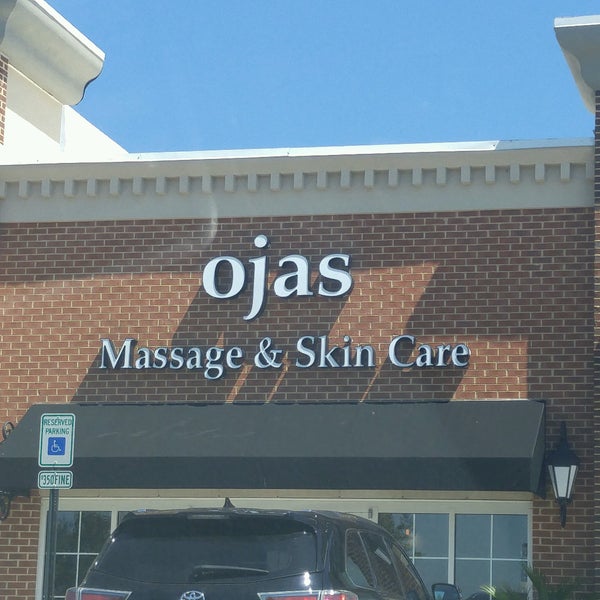 ojas
Massage & Skin Care
RESERVED
PARKING
$350 FINE